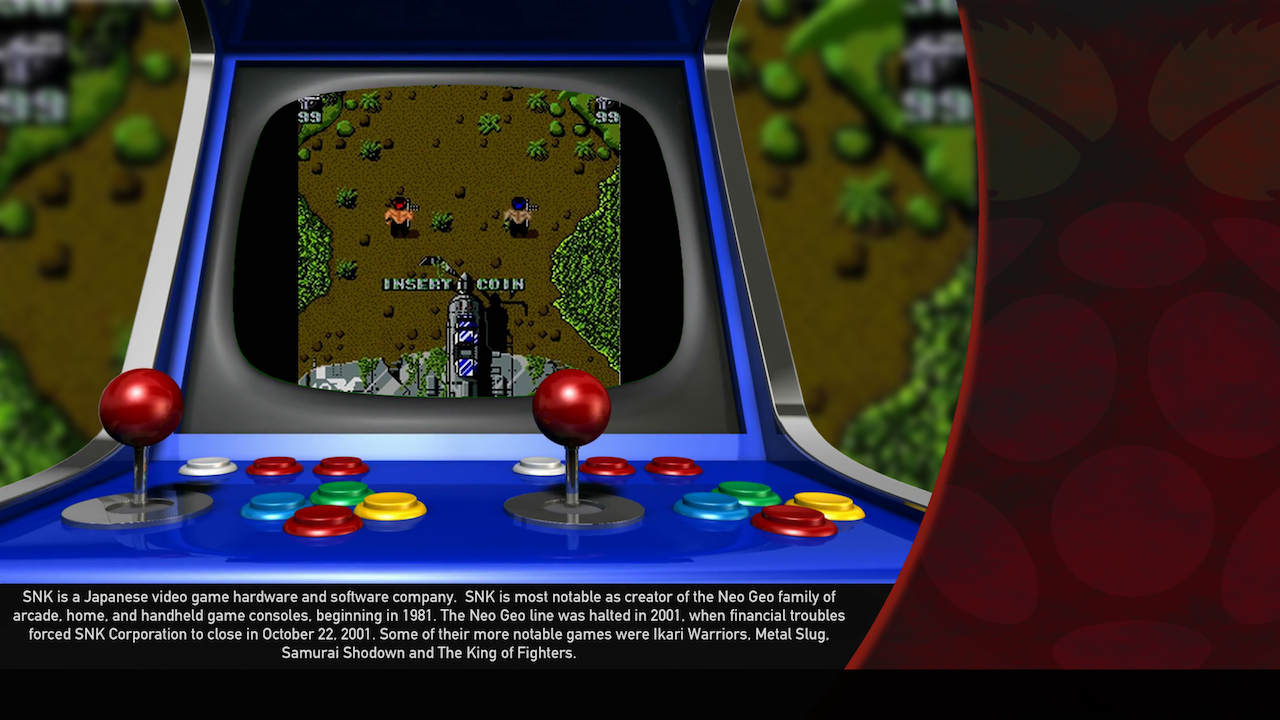 99
99
INSERT COIN
SNK is a Japanese video game hardware and software company.  SNK is most notable as creator of the Neo Geo family of
arcade, home, and handheld game consoles, beginning in 1981. The Neo Geo line was halted in 2001, when financial troubles
forced SNK Corporation to close in October 22, 2001. Some of their more notable games were Ikari Warriors, Metal Slug,
Samurai Shodown and The King of Fighters.